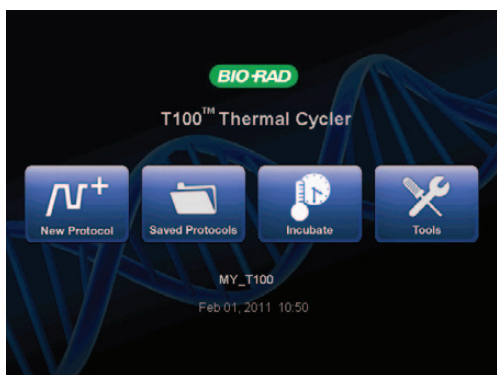 BIO-RAD
T100™ Thermal Cycler
New Protocol
Saved Protocols
Incubate
Tools
MY_T100
Feb 01, 2011 10:50